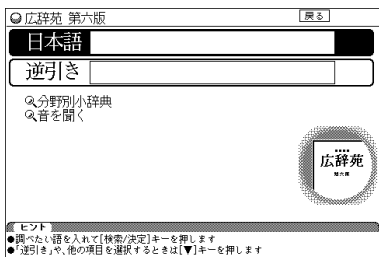 広辞苑 第六版
戻る
日本語
逆引き
分野別小辞典
音を聞く
広辞苑
第六版
ヒント
●調べたい語を入れて[検索/決定]キーを押します
●「逆引き」や、他の項目を選択するときは[▼]キーを押します